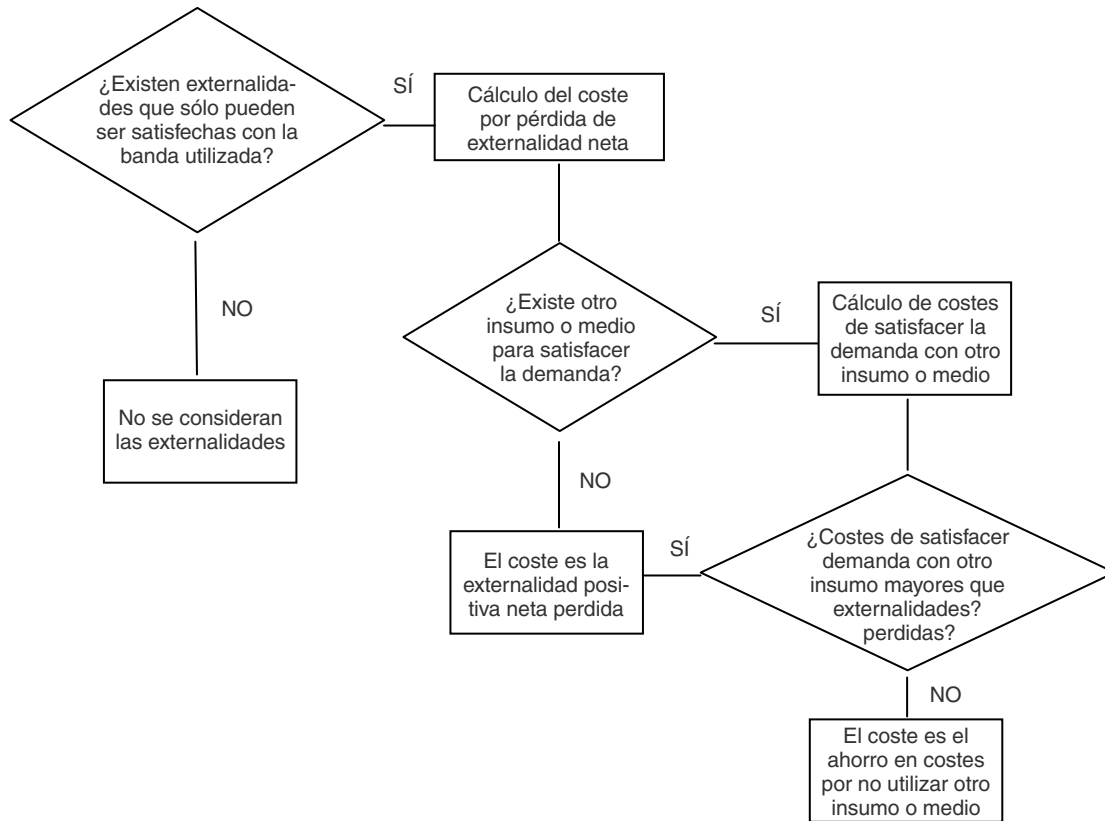 ¿Existen externalida-
des que sólo pueden
ser satisfechas con la
banda utilizada?
SÍ
Cálculo del coste
por pérdida de
externalidad neta
NO
No se consideran
las externalidades
¿Existe otro
insumo o medio
para satisfacer
la demanda?
SÍ
Cálculo de costes
de satisfacer la
demanda con otro
insumo o medio
NO
El coste es la
externalidad posi-
tiva neta perdida
SÍ
¿Costes de satisfacer
demanda con otro
insumo mayores que
externalidades?
perdidas?
NO
El coste es el
ahorro en costes
por no utilizar otro
insumo o medio